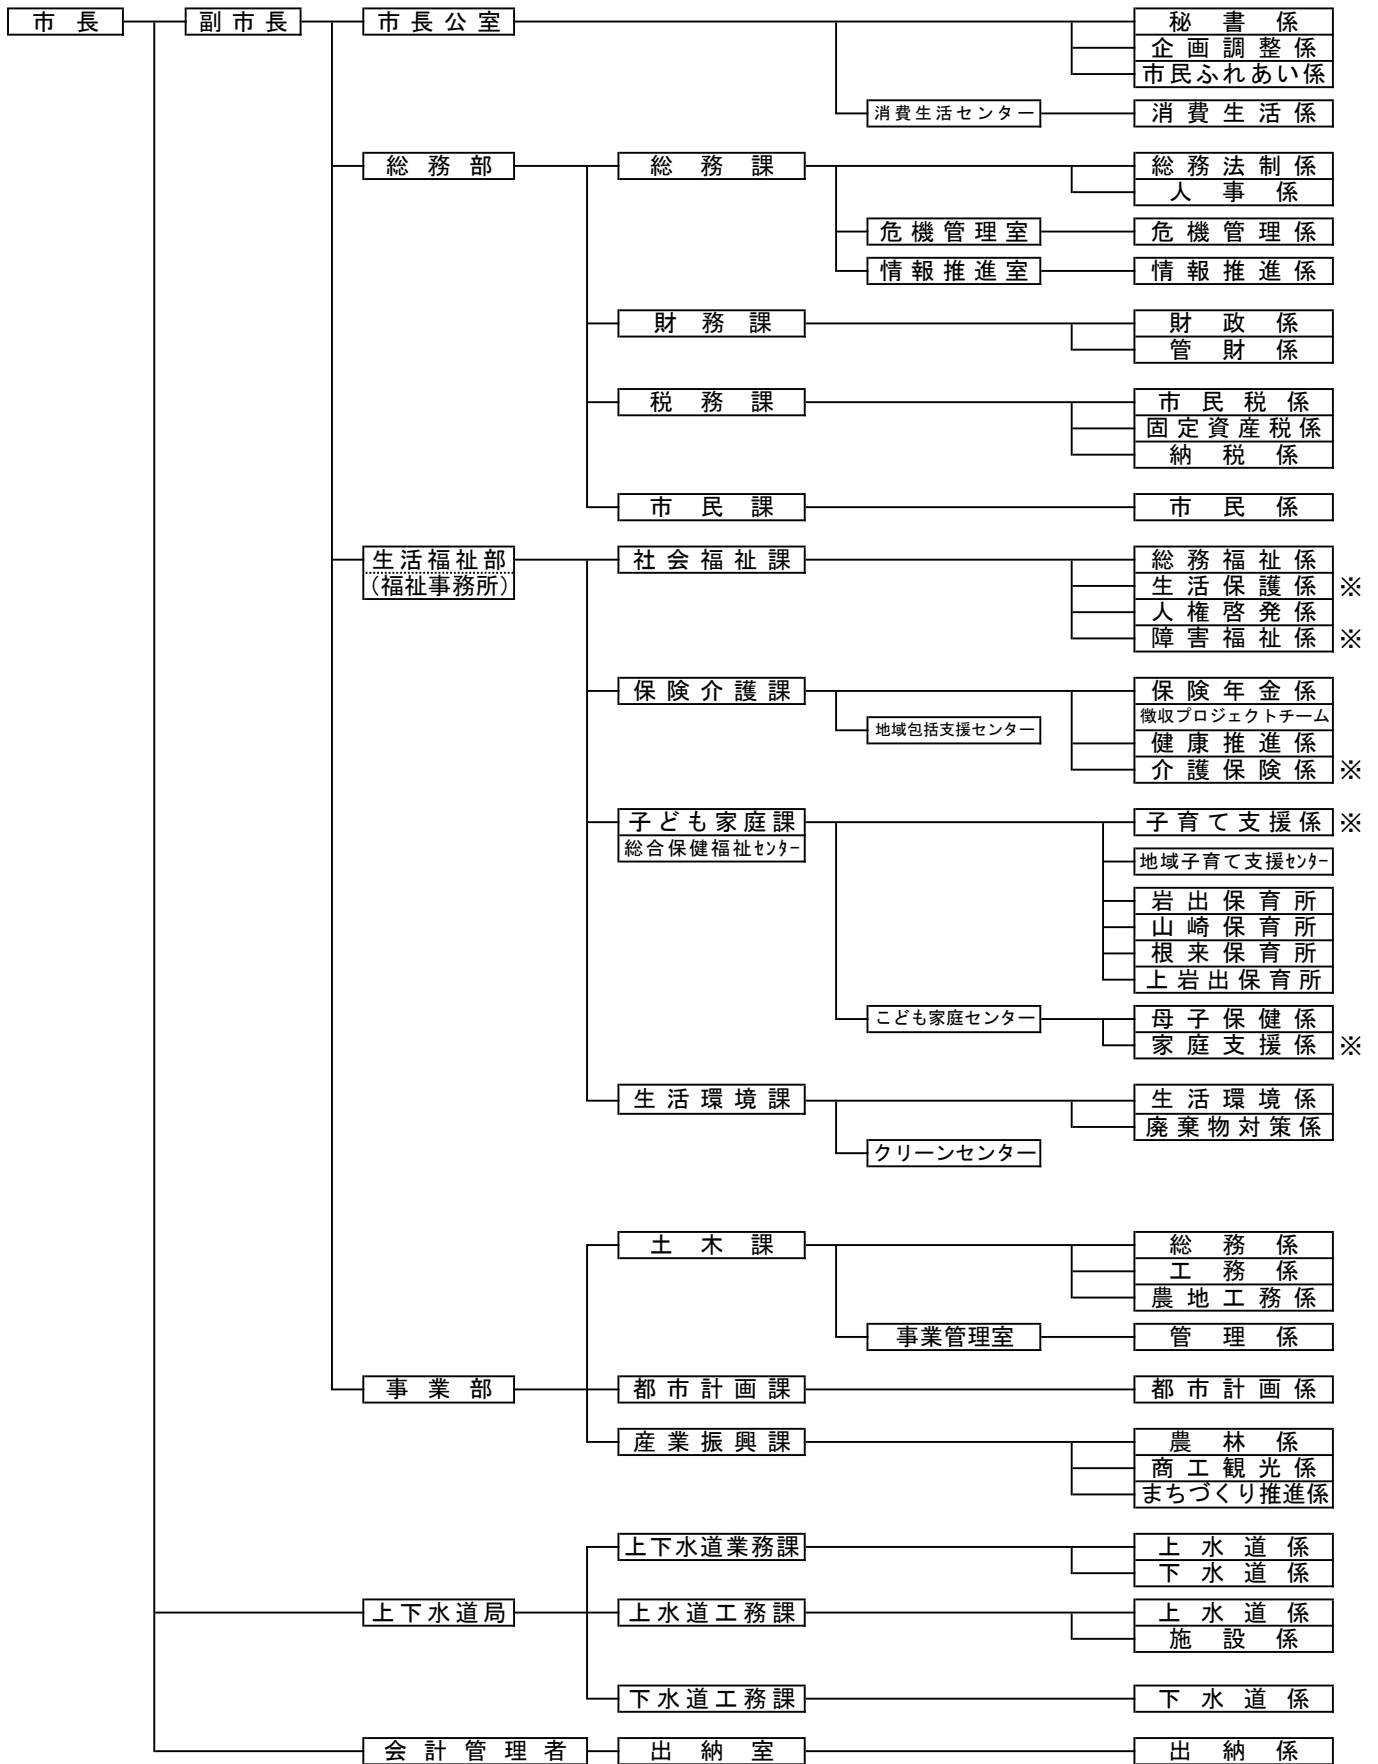 市長 副市長 市長公室 秘書係
企画調整係
市民ふれあい係
消費生活センター 消費生活係
総務部 総務課 総務法制係
人事係
危機管理室 危機管理係
情報推進室 情報推進係
財務課 財政係
管財係
税務課 市民税係
固定資産税係
納税係
市民課 市民係
生活福祉部 社会福祉課 総務福祉係
(福祉事務所) 生活保護係 ※
人権啓発係
障害福祉係 ※
保険介護課 保険年金係
徴収プロジェクトチーム
地域包括支援センター
健康推進係
介護保険係 ※
子ども家庭課 子育て支援係 ※
総合保健福祉センター
地域子育て支援センター
岩出保育所
山崎保育所
根来保育所
上岩出保育所
こども家庭センター 母子保健係
家庭支援係 ※
生活環境課 生活環境係
廃棄物対策係
クリーンセンター
土木課 総務係
工務係
農地工務係
事業管理室 管理係
事業部 都市計画課 都市計画係
産業振興課 農林係
商工観光係
まちづくり推進係
上下水道業務課 上水道係
下水道係
上下水道局 上水道工務課 上水道係
施設係
下水道工務課 下水道係
会計管理者 出納室 出納係